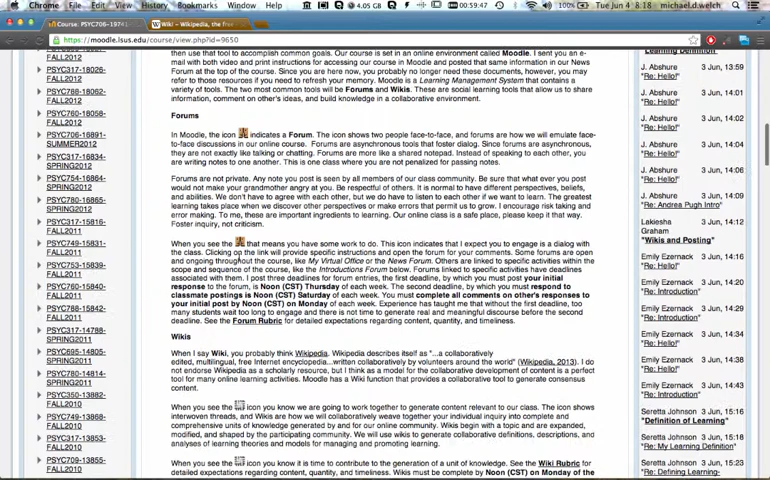 Chrome File Edit View History Bookmarks Window Help
4.05 GB
00:59:47
100%
Tue Jun 4 8:18
michael.d.welch
Course: PSYC706-1974
Wiki – Wikipedia, the free
https://moodle.lsus.edu/course/view.php?id=9650
FALL2012
PSYC317-18026-
FALL2012
PSYC788-18062-
FALL2012
PSYC760-18058-
FALL2012
PSYC706-16891-
SUMMER2012
PSYC317-16834-
SPRING2012
PSYC754-16864-
SPRING2012
PSYC780-16865-
SPRING2012
PSYC317-15816-
FALL2011
PSYC749-15831-
FALL2011
PSYC753-15839-
FALL2011
PSYC760-15840-
FALL2011
PSYC788-15842-
FALL2011
PSYC317-14788-
SPRING2011
PSYC695-14805-
SPRING2011
PSYC780-14814-
SPRING2011
PSYC350-13882-
FALL2010
PSYC749-13868-
FALL2010
PSYC317-13853-
FALL2010
PSYC709-13855-
FALL2010
then use that tool to accomplish common goals. Our course is set in an online environment called Moodle. I sent you an e-
mail with both video and print instructions for accessing our course in Moodle and posted that same information in our News
Forum at the top of the course. Since you are here now, you probably no longer need these documents, however, you may
refer to those resources if you need to refresh your memory. Moodle is a Learning Management System that contains a
variety of tools. The two most common tools will be Forums and Wikis. These are social learning tools that allow us to share
information, comment on other's ideas, and build knowledge in a collaborative environment.
Forums
In Moodle, the icon indicates a Forum. The icon shows two people face-to-face, and forums are how we will emulate face-
to-face discussions in our online course. Forums are asynchronous tools that foster dialog. Since forums are asynchronous,
they are not exactly like talking or chatting. Forums are more like a shared notepad. Instead of speaking to each other, you
are writing notes to one another. This is one class where you are not penalized for passing notes.
Forums are not private. Any note you post is seen by all members of our class community. Be sure that what ever you post
would not make your grandmother angry at you. Be respectful of others. It is normal to have different perspectives, beliefs,
and abilities. We don't have to agree with each other, but we do have to listen to each other if we want to learn. The greatest
learning takes place when we discover other perspectives or make errors that permit us to grow. I encourage risk taking and
error making. To me, these are important ingredients to learning. Our online class is a safe place, please keep it that way.
Foster inquiry, not criticism.
When you see the that means you have some work to do. This icon indicates that I expect you to engage is a dialog with
the class. Clicking op the link will provide specific instructions and open the forum for your comments. Some forums are open
and ongoing throughout the course, like My Virtual Office or the News Forum. Others are linked to specific activities within the
scope and sequence of the course, like the Introductions Forum below. Forums linked to specific activities have deadlines
associated with them. I post three deadlines for forum entries, the first deadline, by which you must post your initial
response to the forum, is Noon (CST) Thursday of each week. The second deadline, by which you must respond to
classmate postings is Noon (CST) Saturday of each week. You must complete all comments on other's responses to
your initial post by Noon (CST) on Monday of each week. Experience has taught me that without the first deadline, too
many students wait too long to engage and there is not time to generate real and meaningful discourse before the second
deadline. See the Forum Rubric for detailed expectations regarding content, quantity, and timeliness.
Wikis
When I say Wiki, you probably think Wikipedia. Wikipedia describes itself as "...a collaboratively
edited, multilingual, free Internet encyclopedia...written collaboratively by volunteers around the world" (Wikipedia, 2013). I do
not endorse Wikipedia as a scholarly resource, but I think as a model for the collaborative development of content is a perfect
tool for many online learning activities. Moodle has a Wiki function that provides a collaborative tool to generate consensus
content.
When you see the icon you know we are going to work together to generate content relevant to our class. The icon shows
interwoven threads, and Wikis are how we will collaboratively weave together your individual inquiry into complete and
comprehensive units of knowledge generated by and for our online community. Wikis begin with a topic and are expanded,
modified, and shaped by the participating community. We will use wikis to generate collaborative definitions, descriptions, and
analyses of learning theories and models for managing and promoting learning.
When you see the icon you know it is time to contribute to the generation of a unit of knowledge. See the Wiki Rubric for
detailed expectations regarding content, quantity, and timeliness. Wikis must be completed by Noon (CST) on Monday of the
Learning Definition"
J. Abshure 3 Jun, 13:59
"Re: Hello!"
J. Abshure 3 Jun, 14:01
"Re: Hello!"
J. Abshure 3 Jun, 14:02
"Re: Hello!"
J. Abshure 3 Jun, 14:04
"Re: Hello!"
J. Abshure 3 Jun, 14:06
"Re: Hello!"
J. Abshure 3 Jun, 14:09
"Re: Andrea Pugh Intro"
Lakiesha 3 Jun, 14:12
Graham
"Wikis and Posting"
Emily Ezernack 3 Jun, 14:16
"Re: Hello!"
Emily Ezernack 3 Jun, 14:20
"Re: Introduction"
Emily Ezernack 3 Jun, 14:29
"Re: Introduction"
Emily Ezernack 3 Jun, 14:34
"Re: Hello!"
Emily Ezernack 3 Jun, 14:38
"Re: Hello!"
Emily Ezernack 3 Jun, 14:43
"Re: Introduction"
Seretta Johnson 3 Jun, 15:16
"Definition of Learning"
Seretta Johnson 3 Jun, 15:18
"Re: My Learning Definition"
Seretta Johnson 3 Jun, 15:23
"Re: Defining Learning-